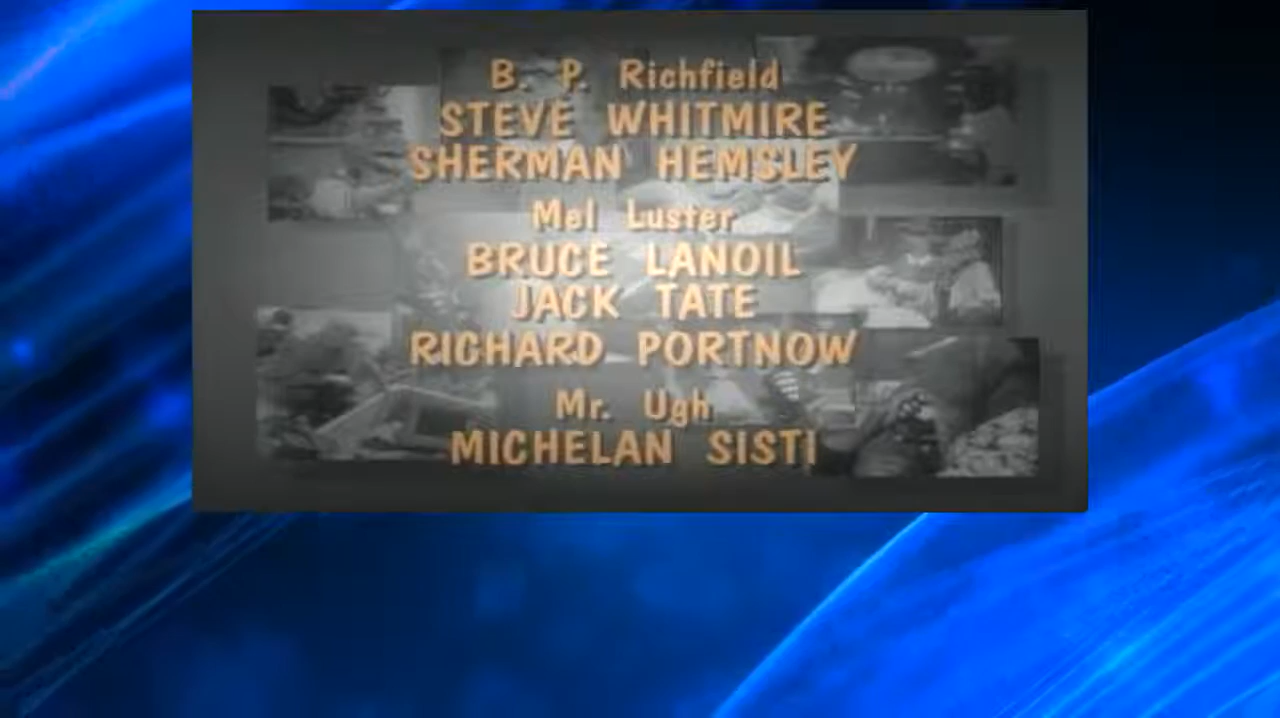 B. P. Richfield
STEVE WHITMIRE
SHERMAN HEMSLEY
Mel Luster
BRUCE LANOIL
JACK TATE
RICHARD PORTNOW
Mr. Ugh
MICHELAN SISTI